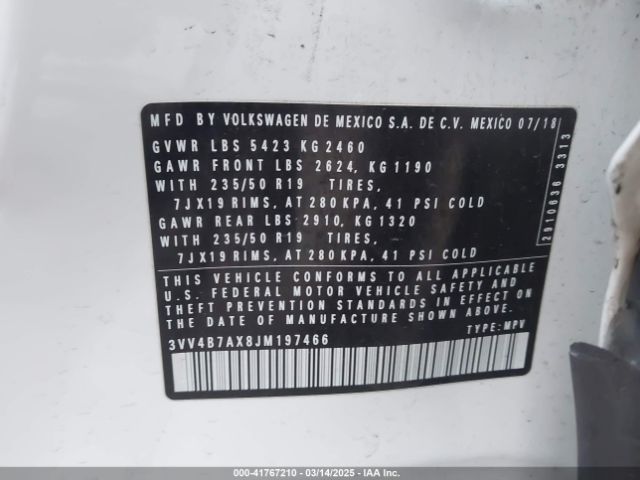 MFD BY VOLKSWAGEN DE MEXICO S.A. DE C.V. MEXICO 07/18
GVWR LBS 5423 KG 2460
GAWR FRONT LBS 2624, KG 1190
WITH 235/50 R19 TIRES,
7JX19 RIMS, AT 280 KPA, 41 PSI COLD
GAWR REAR LBS 2910, KG 1320
WITH 235/50 R19 TIRES,
7JX19 RIMS, AT 280 KPA, 41 PSI COLD
THIS VEHICLE CONFORMS TO ALL APPLICABLE
U.S. FEDERAL MOTOR VEHICLE SAFETY AND
THEFT PREVENTION STANDARDS IN EFFECT ON
THE DATE OF MANUFACTURE SHOWN ABOVE.
3VV4B7AX8JM197466
TYPE: MPV
2910636 3313
000-41767210 - 03/14/2025 - IAA Inc.